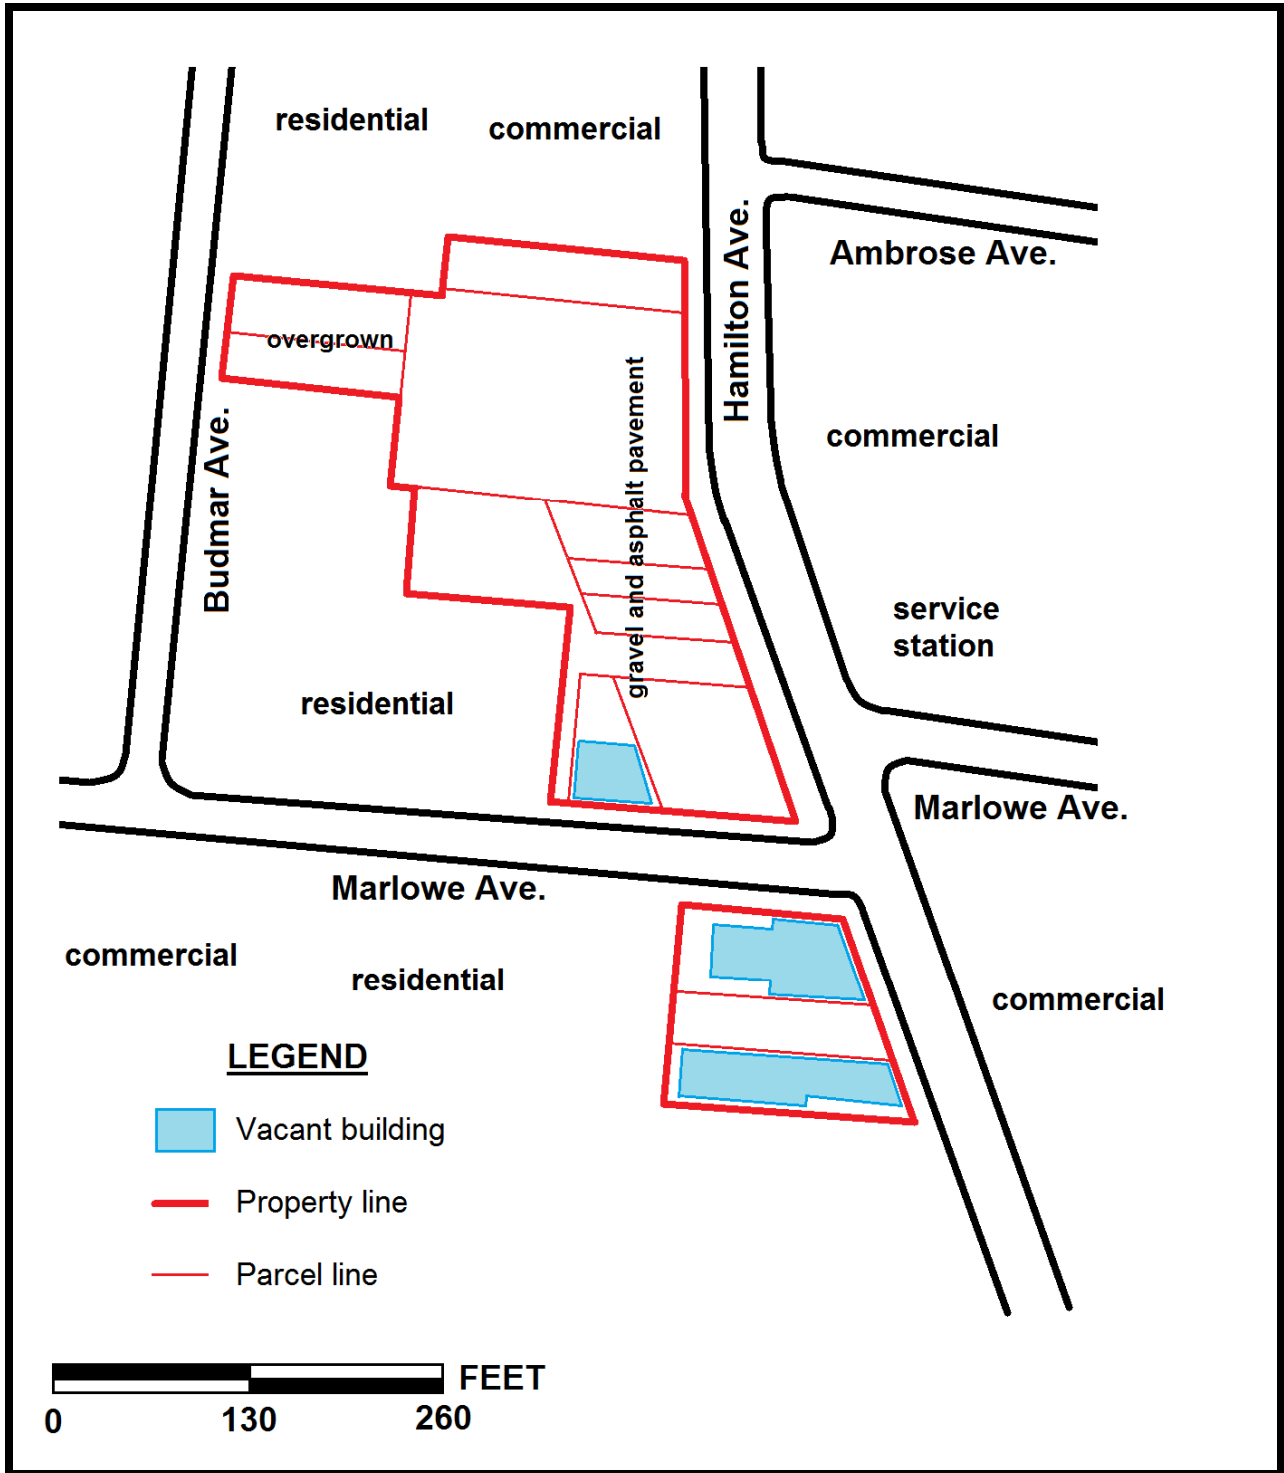 residential
commercial
Hamilton Ave.
Ambrose Ave.
overgrown
gravel and asphalt pavement
commercial
Budmar Ave.
service
station
residential
Marlowe Ave.
Marlowe Ave.
commercial
residential
commercial
LEGEND
Vacant building
Property line
Parcel line
FEET
0 130 260